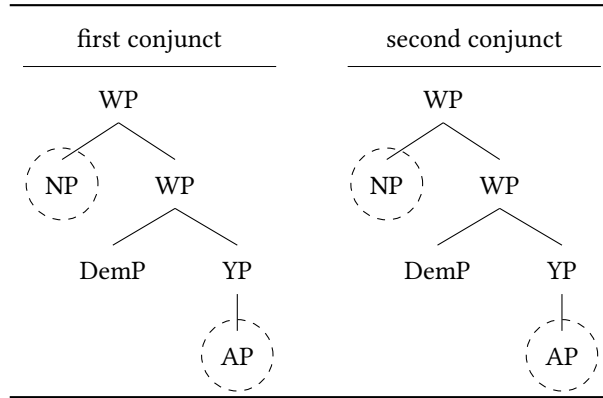 first conjunct second conjunct
WP WP
NP WP NP WP
DemP YP DemP YP
AP AP